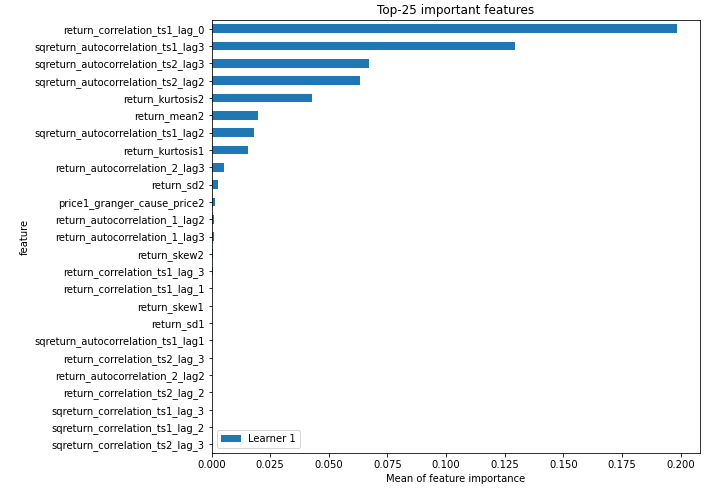 Top-25 important features
return_correlation_ts1_lag_0
sqreturn_autocorrelation_ts1_lag3
sqreturn_autocorrelation_ts2_lag3
sqreturn_autocorrelation_ts2_lag2
return_kurtosis2
return_mean2
sqreturn_autocorrelation_ts1_lag2
return_kurtosis1
return_autocorrelation_2_lag3
return_sd2
price1_granger_cause_price2
return_autocorrelation_1_lag2
return_autocorrelation_1_lag3
return_skew2
return_correlation_ts1_lag_3
return_correlation_ts1_lag_1
return_skew1
return_sd1
sqreturn_autocorrelation_ts1_lag1
return_correlation_ts2_lag_3
return_autocorrelation_2_lag2
return_correlation_ts2_lag_2
sqreturn_correlation_ts1_lag_3
sqreturn_correlation_ts1_lag_2
sqreturn_correlation_ts2_lag_3
feature
Learner 1
0.000 0.025 0.050 0.075 0.100 0.125 0.150 0.175 0.200
Mean of feature importance